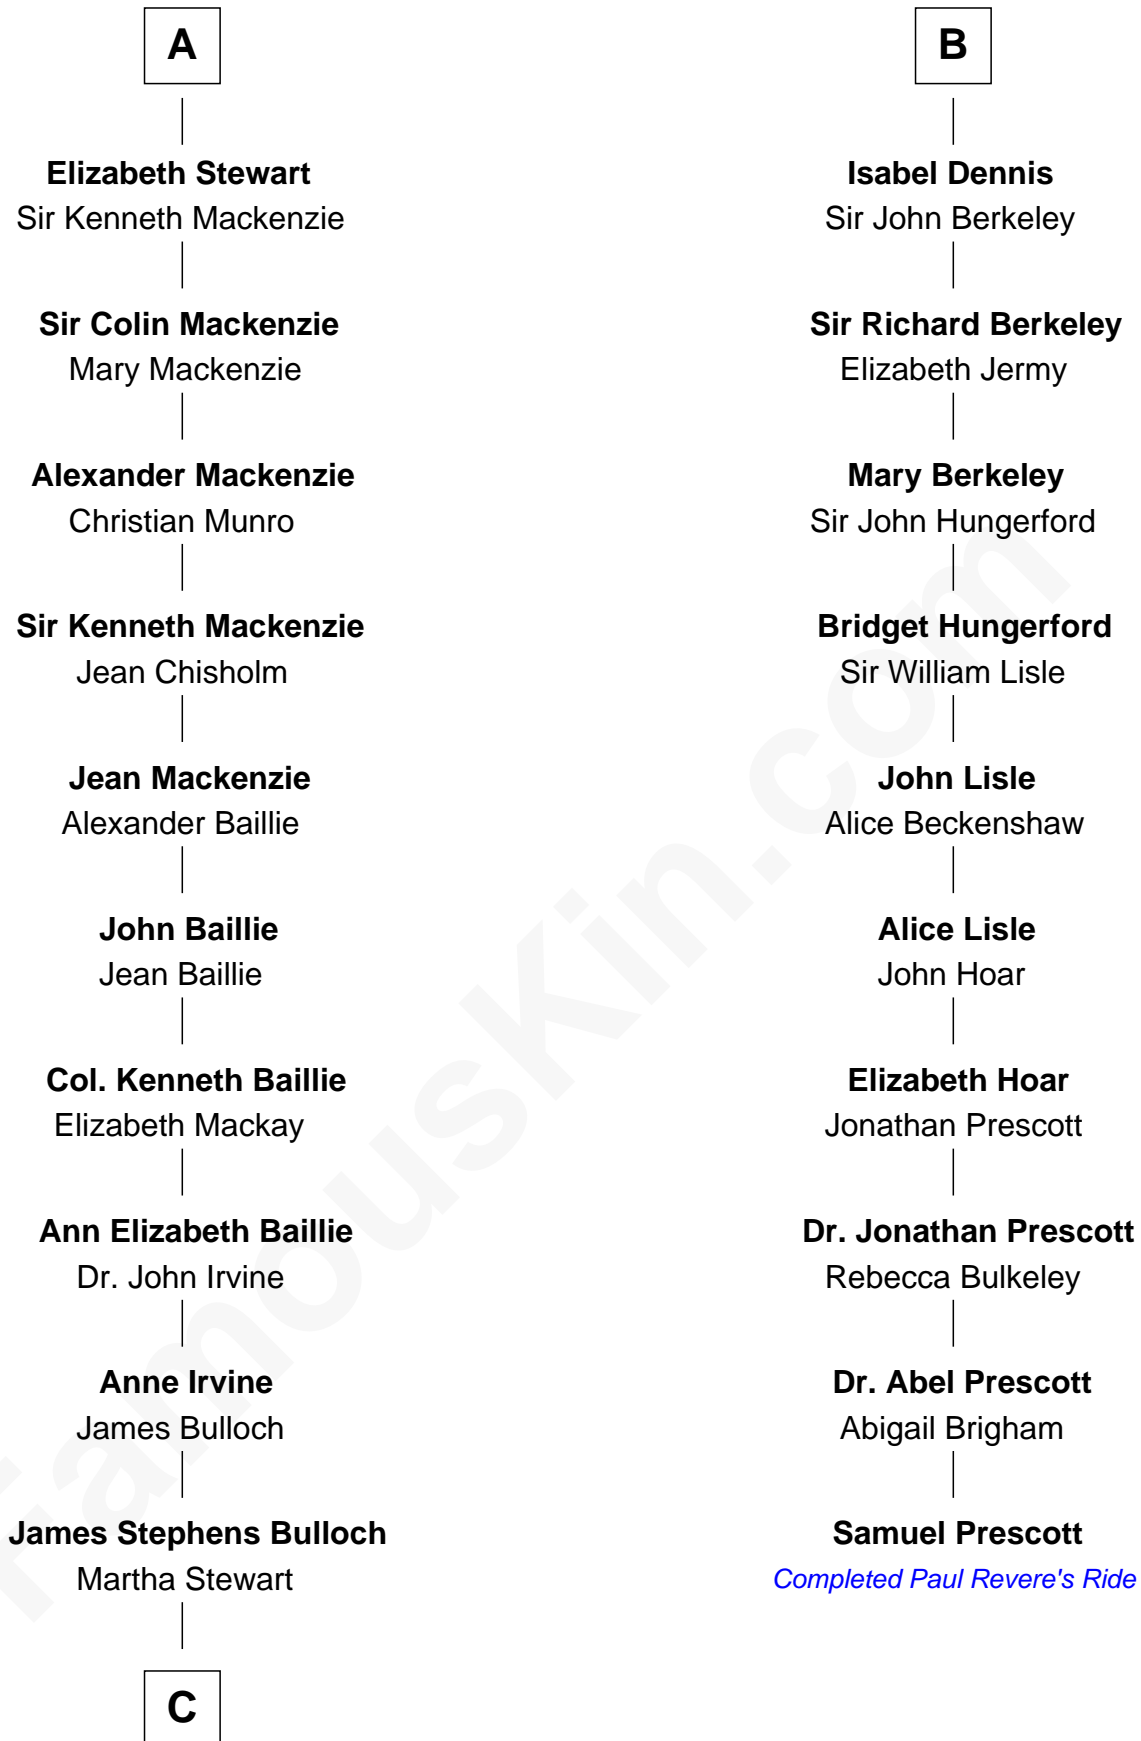 A
Elizabeth Stewart
Sir Kenneth Mackenzie
Sir Colin Mackenzie
Mary Mackenzie
Alexander Mackenzie
Christian Munro
Sir Kenneth Mackenzie
Jean Chisholm
Jean Mackenzie
Alexander Baillie
John Baillie
Jean Baillie
Col. Kenneth Baillie
Elizabeth Mackay
Ann Elizabeth Baillie
Dr. John Irvine
Anne Irvine
James Bulloch
James Stephens Bulloch
Martha Stewart
C
B
Isabel Dennis
Sir John Berkeley
Sir Richard Berkeley
Elizabeth Jermy
Mary Berkeley
Sir John Hungerford
Bridget Hungerford
Sir William Lisle
John Lisle
Alice Beckenshaw
Alice Lisle
John Hoar
Elizabeth Hoar
Jonathan Prescott
Dr. Jonathan Prescott
Rebecca Bulkeley
Dr. Abel Prescott
Abigail Brigham
Samuel Prescott
Completed Paul Revere's Ride
FamousKin.com